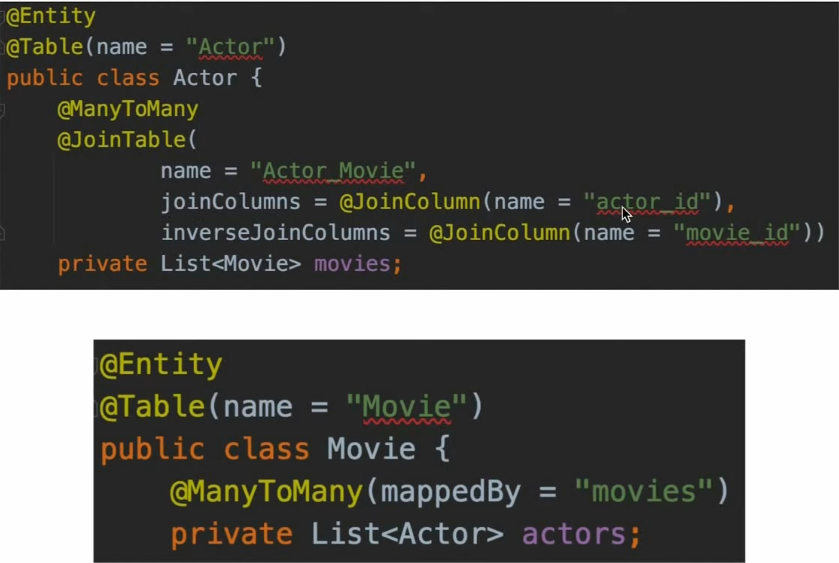 @Entity
@Table(name = "Actor")
public class Actor {
@ManyToMany
@JoinTable(
name = "Actor_Movie",
joinColumns = @JoinColumn(name = "actor_id"),
inverseJoinColumns = @JoinColumn(name = "movie_id"))
private List<Movie> movies;
@Entity
@Table(name = "Movie")
public class Movie {
@ManyToMany(mappedBy = "movies")
private List<Actor> actors;